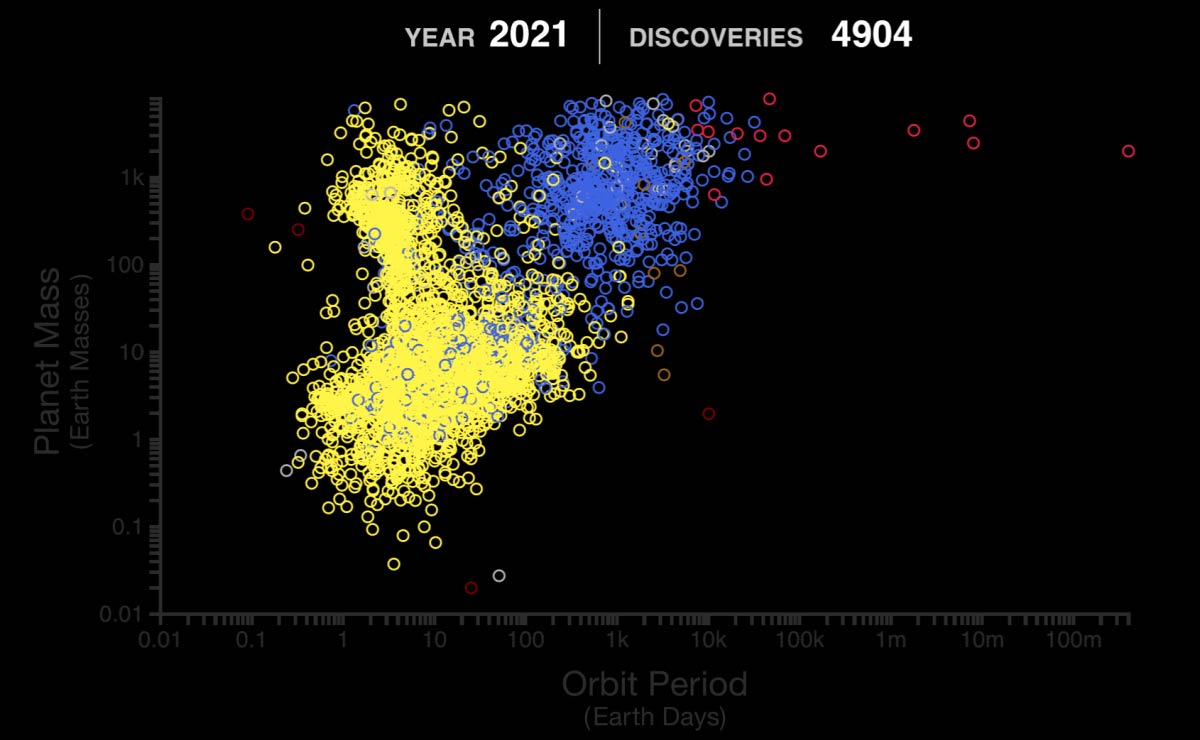 YEAR 2021 DISCOVERIES 4904
1k
100
10
1
0.1
0.01
Planet Mass
(Earth Masses)
0.01 0.1 1 10 100 1k 10k 100k 1m 10m 100m
Orbit Period
(Earth Days)